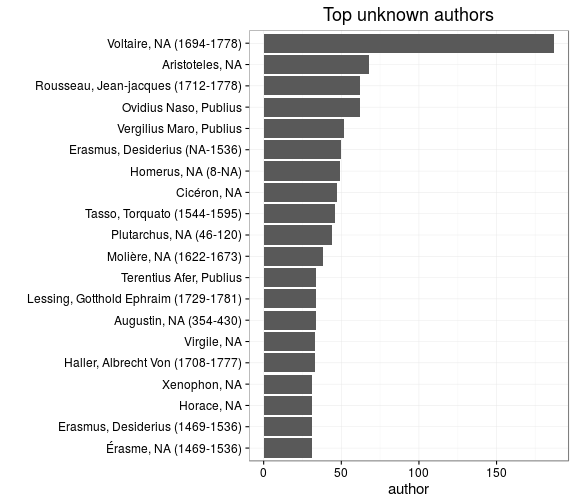 Top unknown authors
Voltaire, NA (1694-1778)
Aristoteles, NA
Rousseau, Jean-jacques (1712-1778)
Ovidius Naso, Publius
Vergilius Maro, Publius
Erasmus, Desiderius (NA-1536)
Homerus, NA (8-NA)
Cicéron, NA
Tasso, Torquato (1544-1595)
Plutarchus, NA (46-120)
Molière, NA (1622-1673)
Terentius Afer, Publius
Lessing, Gotthold Ephraim (1729-1781)
Augustin, NA (354-430)
Virgile, NA
Haller, Albrecht Von (1708-1777)
Xenophon, NA
Horace, NA
Erasmus, Desiderius (1469-1536)
Érasme, NA (1469-1536)
0 50 100 150
author